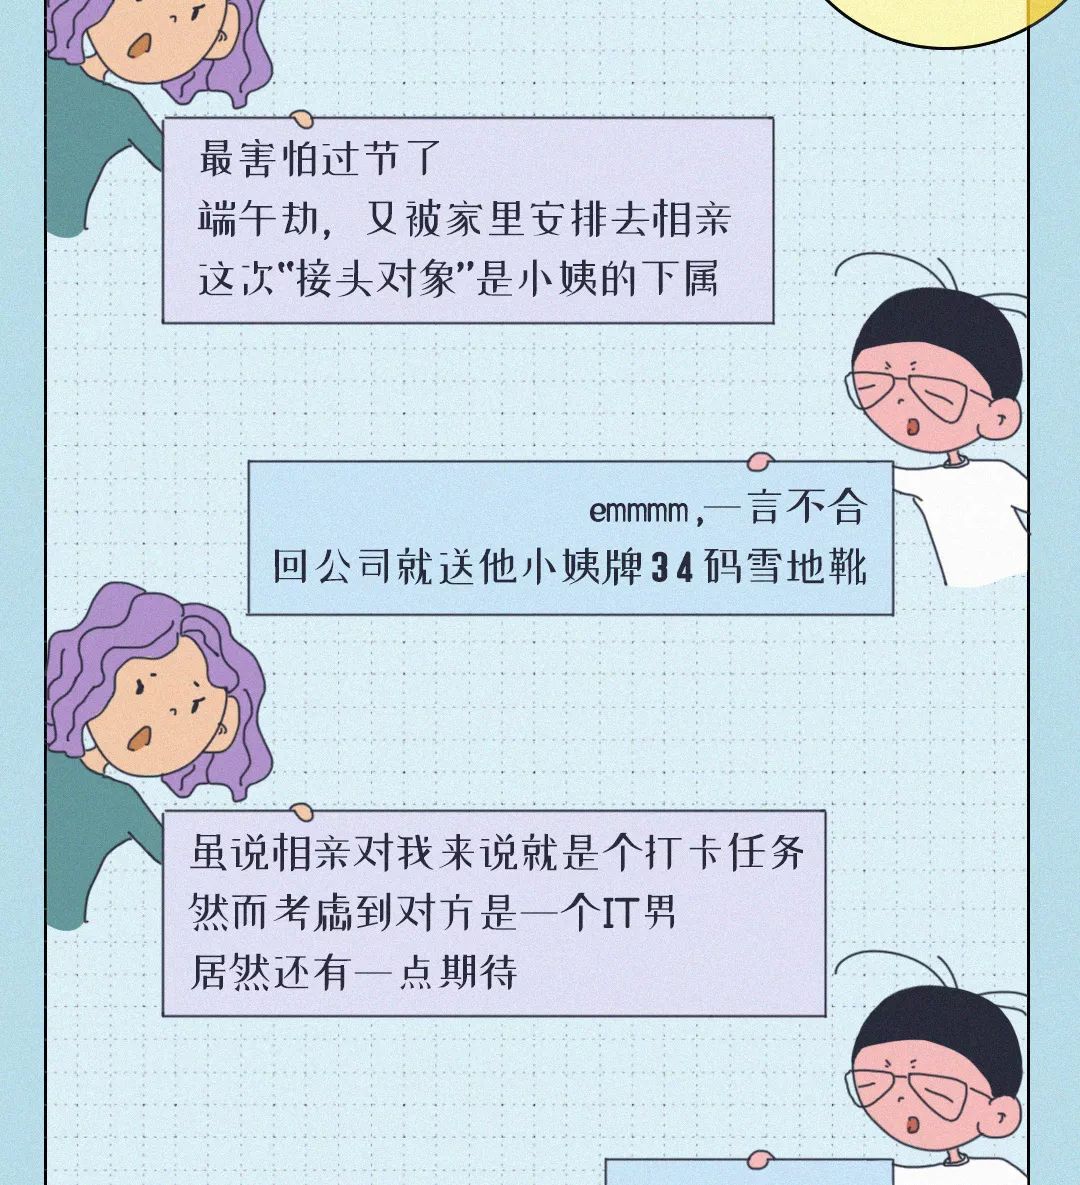 最害怕过节了
端午劫，又被家里安排去相亲
这次“接头对象”是小姨的下属
emmmm,一言不合
回公司就送他小姨牌34码雪地靴
虽说相亲对我来说就是个打卡任务
然而考虑到对方是一个IT男
居然还有一点期待